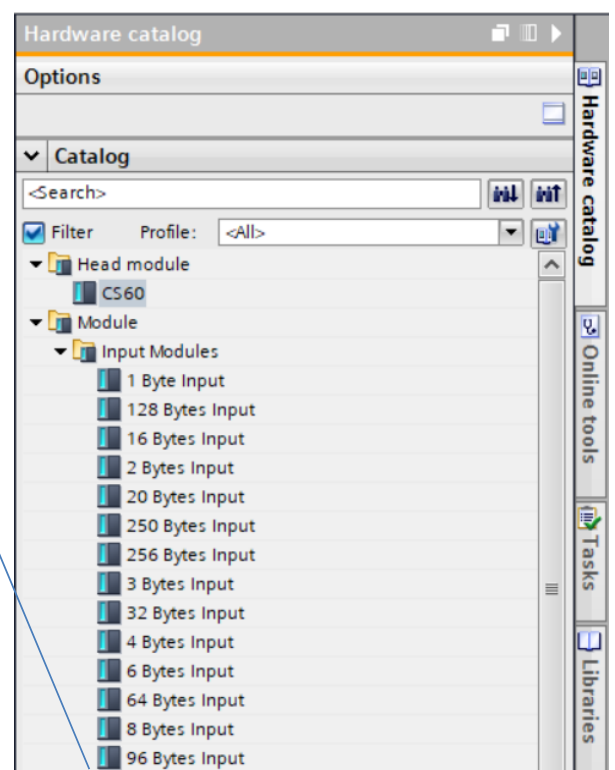 Hardware catalog
Options
Catalog
<Search>
Filter Profile: <All>
Head module
CS60
Module
Input Modules
1 Byte Input
128 Bytes Input
16 Bytes Input
2 Bytes Input
20 Bytes Input
250 Bytes Input
256 Bytes Input
3 Bytes Input
32 Bytes Input
4 Bytes Input
6 Bytes Input
64 Bytes Input
8 Bytes Input
96 Bytes Input
Hardware catalog
Online tools
Tasks
Libraries